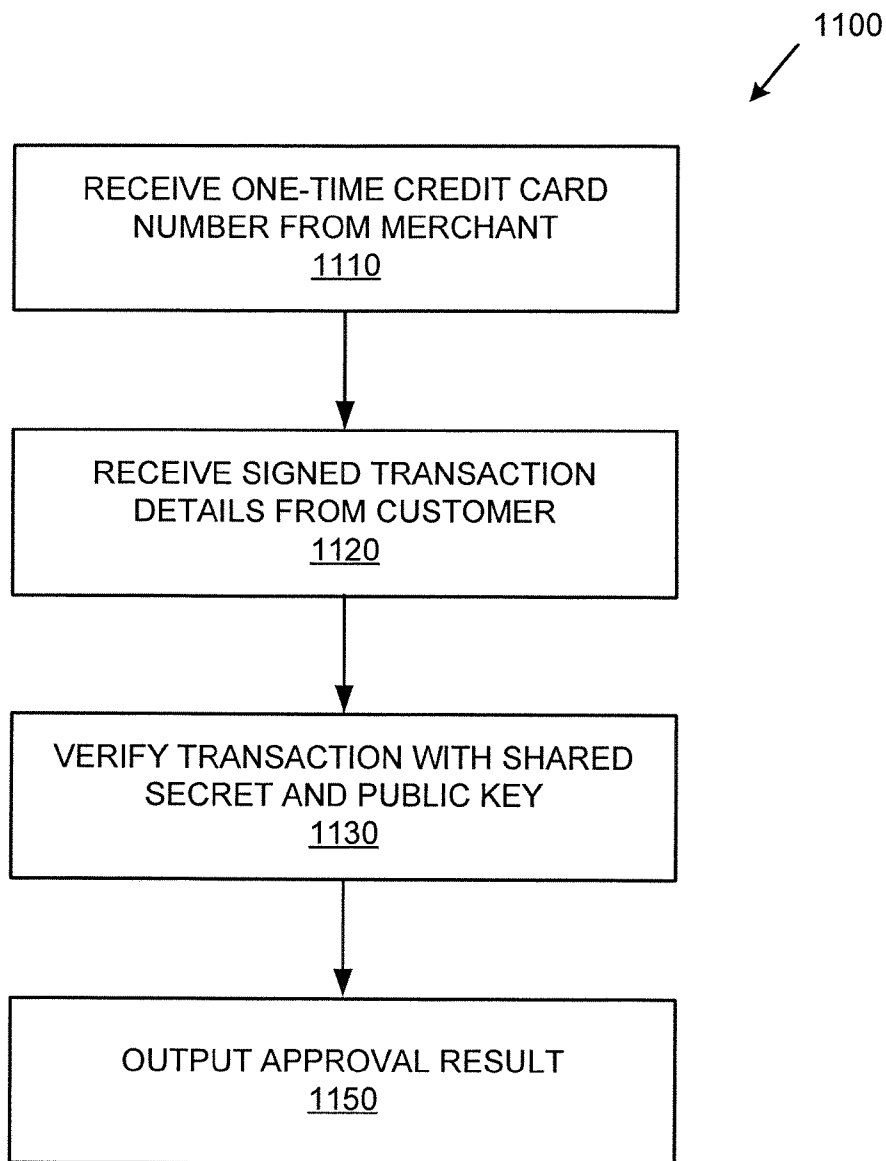 1100
RECEIVE ONE-TIME CREDIT CARD
NUMBER FROM MERCHANT
1110
RECEIVE SIGNED TRANSACTION
DETAILS FROM CUSTOMER
1120
VERIFY TRANSACTION WITH SHARED
SECRET AND PUBLIC KEY
1130
OUTPUT APPROVAL RESULT
1150